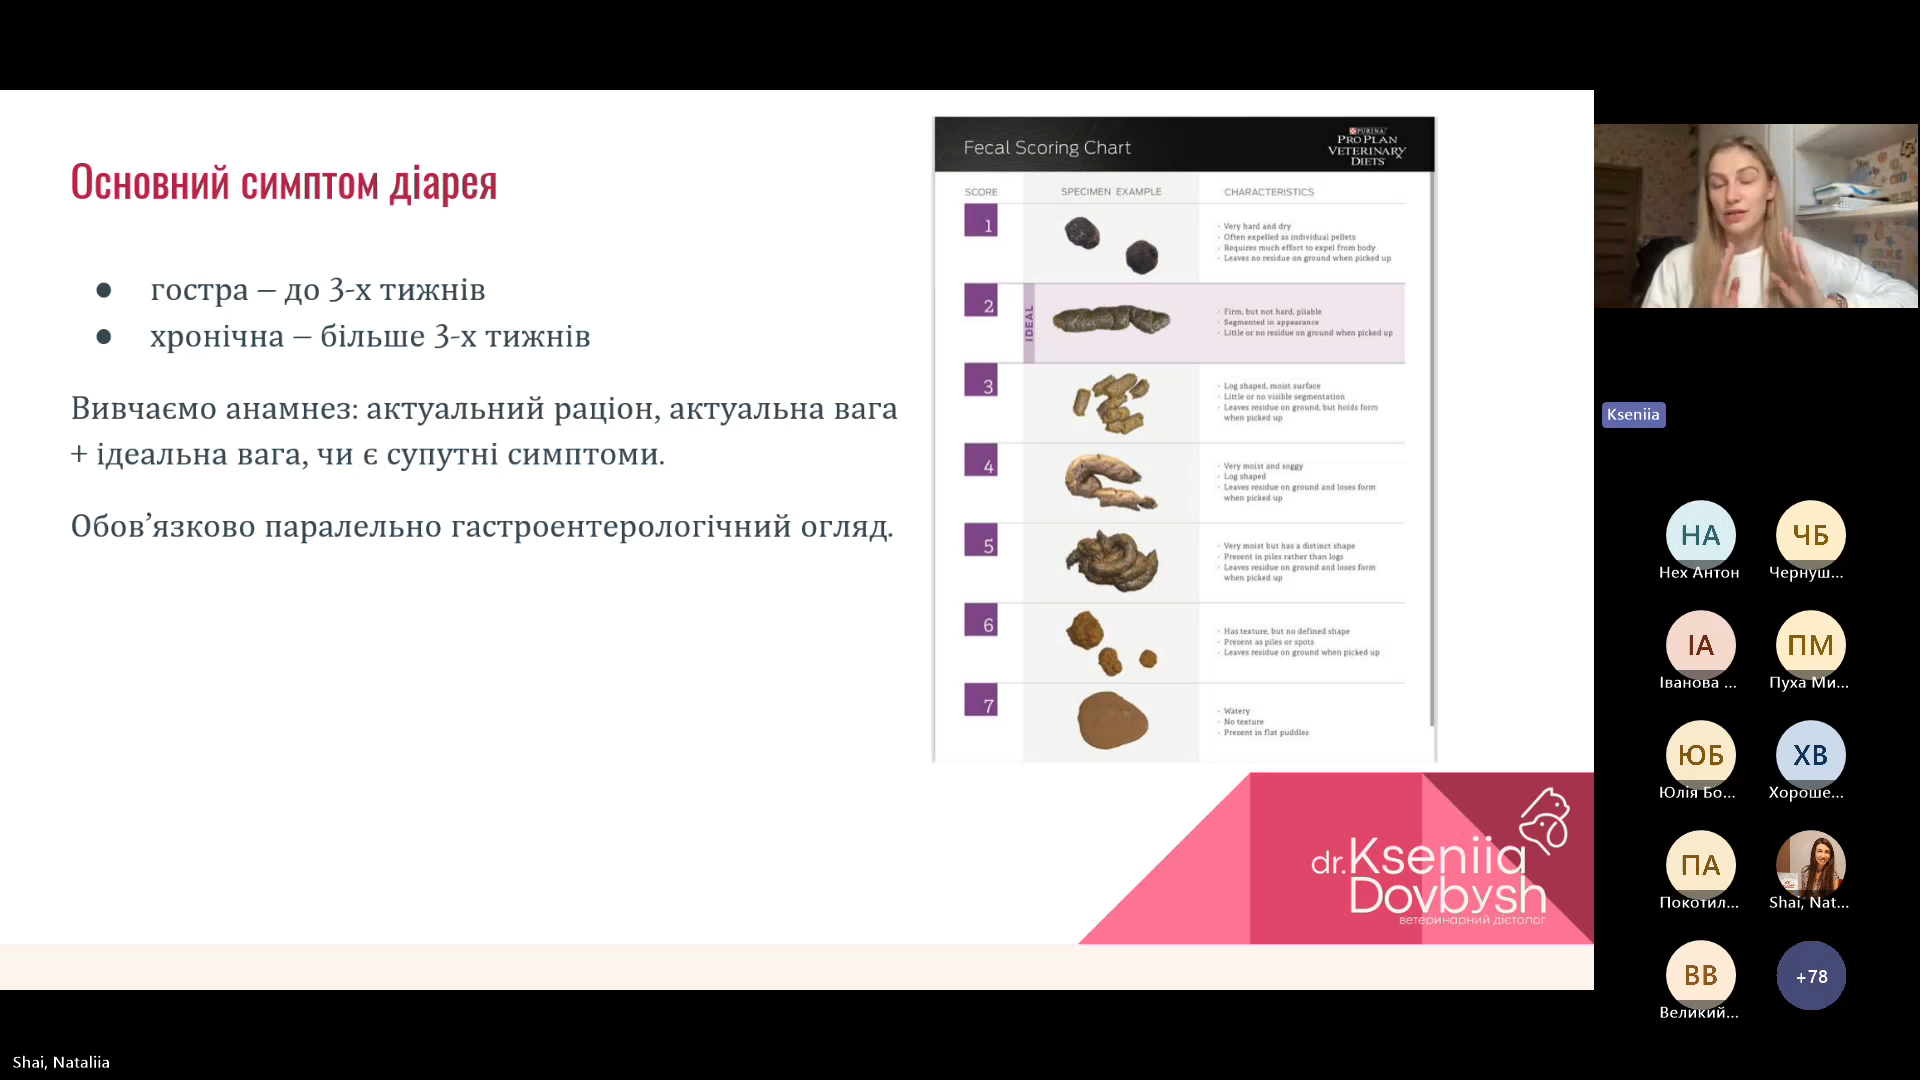 Основний симптом діарея
● гостра – до 3-х тижнів
● хронічна – більше 3-х тижнів
Вивчаємо анамнез: актуальний раціон, актуальна вага
+ ідеальна вага, чи є супутні симптоми.
Обов’язково паралельно гастроентерологічний огляд.
Fecal Scoring Chart
PURINA
PRO PLAN
VETERINARY
DIETS
SCORE
SPECIMEN EXAMPLE
CHARACTERISTICS
1
· Very hard and dry
· Often expelled as individual pellets
· Requires much effort to expel from body
· Leaves no residue on ground when picked up
2
IDEAL
· Firm, but not hard, pliable
· Segmented in appearance
· Little or no residue on ground when picked up
3
· Log shaped, moist surface
· Little or no visible segmentation
· Leaves residue on ground, but holds form
when picked up
4
· Very moist and soggy
· Log shaped
· Leaves residue on ground and loses form
when picked up
5
· Very moist but has a distinct shape
· Present in piles rather than logs
· Leaves residue on ground and loses form
when picked up
6
· Has texture, but no defined shape
· Present as piles or spots
· Leaves residue on ground when picked up
7
· Watery
· No texture
· Present in flat puddles
dr.Kseniia
Dovbysh
ветеринарний дієтолог
Kseniia
НА
Нех Антон
ЧБ
Чернуш...
ІА
Іванова ...
ПМ
Пуха Ми...
ЮБ
Юлія Бо...
ХВ
Хороше...
ПА
Покотил...
Shai, Nat...
ВВ
Великий...
+78
Shai, Nataliia